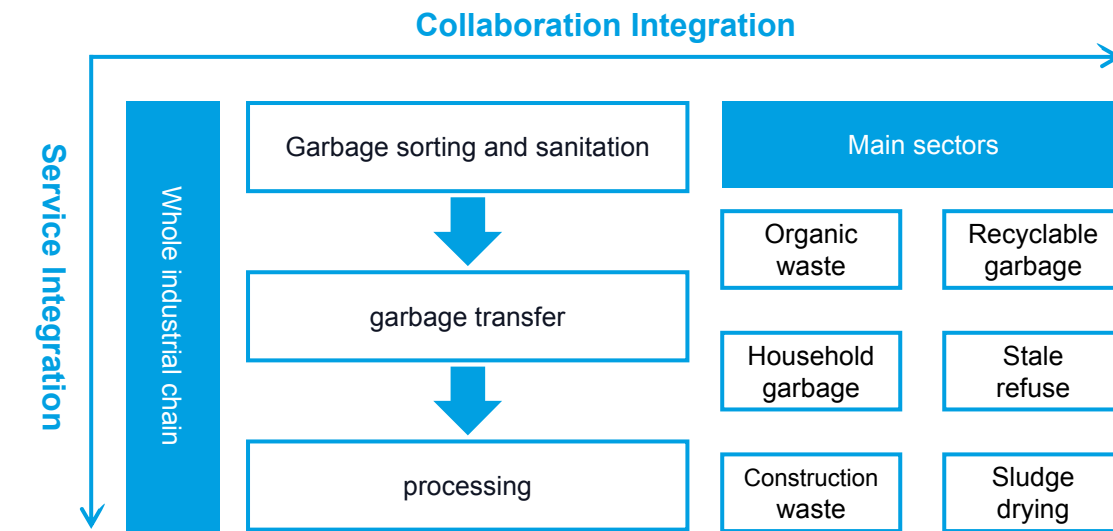 Collaboration Integration
Service Integration
Whole industrial chain
Garbage sorting and sanitation
garbage transfer
processing
Main sectors
Organic
waste
Recyclable
garbage
Household
garbage
Stale
refuse
Construction
waste
Sludge
drying